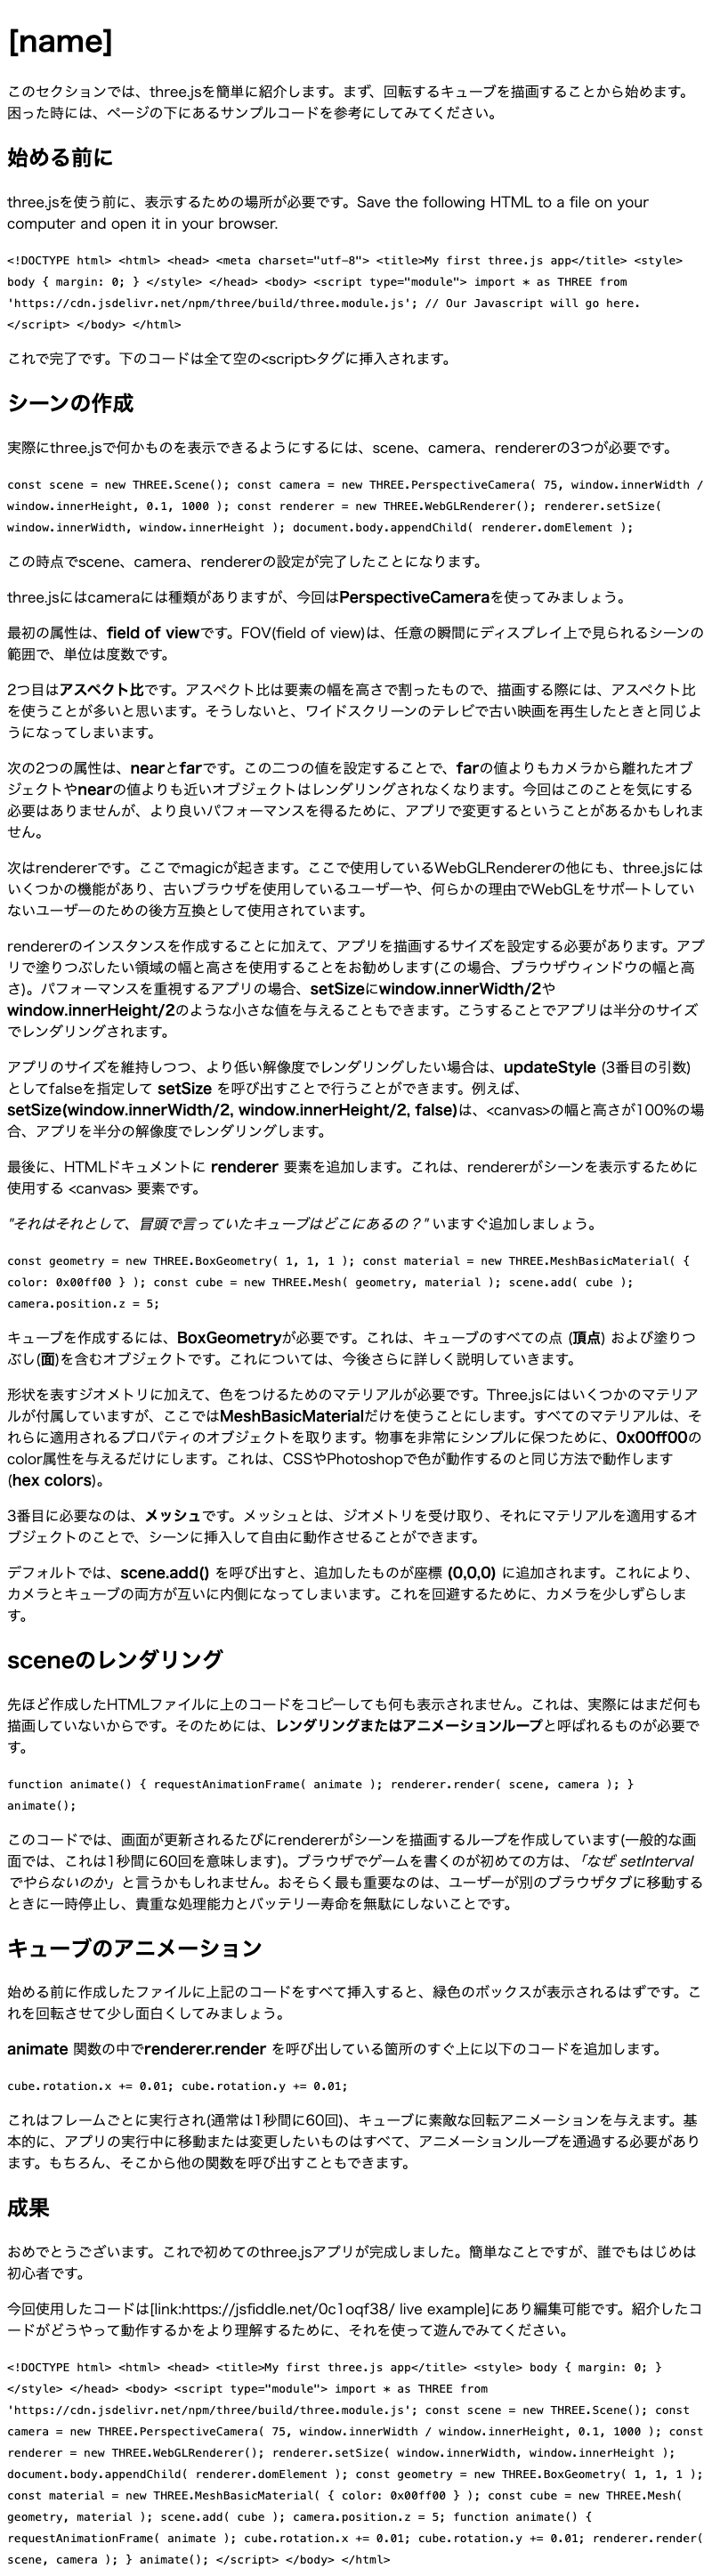 [name]
このセクションでは、three.jsを簡単に紹介します。まず、回転するキューブを描画することから始めます。
困った時には、ページの下にあるサンプルコードを参考にしてみてください。
始める前に
three.jsを使う前に、表示するための場所が必要です。Save the following HTML to a file on your
computer and open it in your browser.
<!DOCTYPE html> <html> <head> <meta charset="utf-8"> <title>My first three.js app</title> <style>
body { margin: 0; } </style> </head> <body> <script type="module"> import * as THREE from
'https://cdn.jsdelivr.net/npm/three/build/three.module.js'; // Our Javascript will go here.
</script> </body> </html>
これで完了です。下のコードは全て空の<script>タグに挿入されます。
シーンの作成
実際にthree.jsで何かものを表示できるようにするには、scene、camera、rendererの3つが必要です。
const scene = new THREE.Scene(); const camera = new THREE.PerspectiveCamera( 75, window.innerWidth /
window.innerHeight, 0.1, 1000 ); const renderer = new THREE.WebGLRenderer(); renderer.setSize(
window.innerWidth, window.innerHeight ); document.body.appendChild( renderer.domElement );
この時点でscene、camera、rendererの設定が完了したことになります。
three.jsにはcameraには種類がありますが、今回はPerspectiveCameraを使ってみましょう。
最初の属性は、field of viewです。FOV(field of view)は、任意の瞬間にディスプレイ上で見られるシーンの
範囲で、単位は度数です。
2つ目はアスペクト比です。アスペクト比は要素の幅を高さで割ったもので、描画する際には、アスペクト比
を使うことが多いと思います。そうしないと、ワイドスクリーンのテレビで古い映画を再生したときと同じよ
うになってしまいます。
次の2つの属性は、nearとfarです。この二つの値を設定することで、farの値よりもカメラから離れたオブ
ジェクトやnearの値よりも近いオブジェクトはレンダリングされなくなります。今回はこのことを気にする
必要はありませんが、より良いパフォーマンスを得るために、アプリで変更するということがあるかもしれま
せん。
次はrendererです。ここでmagicが起きます。ここで使用しているWebGLRendererの他にも、three.jsには
いくつかの機能があり、古いブラウザを使用しているユーザーや、何らかの理由でWebGLをサポートしてい
ないユーザーのための後方互換として使用されています。
rendererのインスタンスを作成することに加えて、アプリを描画するサイズを設定する必要があります。アプ
リで塗りつぶしたい領域の幅と高さを使用することをお勧めします(この場合、ブラウザウィンドウの幅と高
さ)。パフォーマンスを重視するアプリの場合、setSizeにwindow.innerWidth/2や
window.innerHeight/2のような小さな値を与えることもできます。こうすることでアプリは半分のサイズ
でレンダリングされます。
アプリのサイズを維持しつつ、より低い解像度でレンダリングしたい場合は、updateStyle (3番目の引数)
としてfalseを指定して setSize を呼び出すことで行うことができます。例えば、
setSize(window.innerWidth/2, window.innerHeight/2, false)は、<canvas>の幅と高さが100%の場
合、アプリを半分の解像度でレンダリングします。
最後に、HTMLドキュメントに renderer 要素を追加します。これは、rendererがシーンを表示するために
使用する <canvas> 要素です。
"それはそれとして、冒頭で言っていたキューブはどこにあるの？" いますぐ追加しましょう。
const geometry = new THREE.BoxGeometry( 1, 1, 1 ); const material = new THREE.MeshBasicMaterial( {
color: 0x00ff00 } ); const cube = new THREE.Mesh( geometry, material ); scene.add( cube );
camera.position.z = 5;
キューブを作成するには、BoxGeometryが必要です。これは、キューブのすべての点 (頂点) および塗りつ
ぶし(面)を含むオブジェクトです。これについては、今後さらに詳しく説明していきます。
形状を表すジオメトリに加えて、色をつけるためのマテリアルが必要です。Three.jsにはいくつかのマテリア
ルが付属していますが、ここではMeshBasicMaterialだけを使うことにします。すべてのマテリアルは、そ
れらに適用されるプロパティのオブジェクトを取ります。物事を非常にシンプルに保つために、0x00ff00の
color属性を与えるだけにします。これは、CSSやPhotoshopで色が動作するのと同じ方法で動作します
(hex colors)。
3番目に必要なのは、メッシュです。メッシュとは、ジオメトリを受け取り、それにマテリアルを適用するオ
ブジェクトのことで、シーンに挿入して自由に動作させることができます。
デフォルトでは、scene.add() を呼び出すと、追加したものが座標 (0,0,0) に追加されます。これにより、
カメラとキューブの両方が互いに内側になってしまいます。これを回避するために、カメラを少しずらしま
す。
sceneのレンダリング
先ほど作成したHTMLファイルに上のコードをコピーしても何も表示されません。これは、実際にはまだ何も
描画していないからです。そのためには、レンダリングまたはアニメーションループと呼ばれるものが必要で
す。
function animate() { requestAnimationFrame( animate ); renderer.render( scene, camera ); }
animate();
このコードでは、画面が更新されるたびにrendererがシーンを描画するループを作成しています(一般的な画
面では、これは1秒間に60回を意味します)。ブラウザでゲームを書くのが初めての方は、「なぜ setInterval
でやらないのか」と言うかもしれません。おそらく最も重要なのは、ユーザーが別のブラウザタブに移動する
ときに一時停止し、貴重な処理能力とバッテリー寿命を無駄にしないことです。
キューブのアニメーション
始める前に作成したファイルに上記のコードをすべて挿入すると、緑色のボックスが表示されるはずです。こ
れを回転させて少し面白くしてみましょう。
animate 関数の中でrenderer.render を呼び出している箇所のすぐ上に以下のコードを追加します。
cube.rotation.x += 0.01; cube.rotation.y += 0.01;
これはフレームごとに実行され(通常は1秒間に60回)、キューブに素敵な回転アニメーションを与えます。基
本的に、アプリの実行中に移動または変更したいものはすべて、アニメーションループを通過する必要があり
ます。もちろん、そこから他の関数を呼び出すこともできます。
成果
おめでとうございます。これで初めてのthree.jsアプリが完成しました。簡単なことですが、誰でもはじめは
初心者です。
今回使用したコードは[link:https://jsfiddle.net/0c1oqf38/ live example]にあり編集可能です。紹介したコ
ードがどうやって動作するかをより理解するために、それを使って遊んでみてください。
<!DOCTYPE html> <html> <head> <title>My first three.js app</title> <style> body { margin: 0; }
</style> </head> <body> <script type="module"> import * as THREE from
'https://cdn.jsdelivr.net/npm/three/build/three.module.js'; const scene = new THREE.Scene(); const
camera = new THREE.PerspectiveCamera( 75, window.innerWidth / window.innerHeight, 0.1, 1000 ); const
renderer = new THREE.WebGLRenderer(); renderer.setSize( window.innerWidth, window.innerHeight );
document.body.appendChild( renderer.domElement ); const geometry = new THREE.BoxGeometry( 1, 1, 1 );
const material = new THREE.MeshBasicMaterial( { color: 0x00ff00 } ); const cube = new THREE.Mesh(
geometry, material ); scene.add( cube ); camera.position.z = 5; function animate() {
requestAnimationFrame( animate ); cube.rotation.x += 0.01; cube.rotation.y += 0.01; renderer.render(
scene, camera ); } animate(); </script> </body> </html>